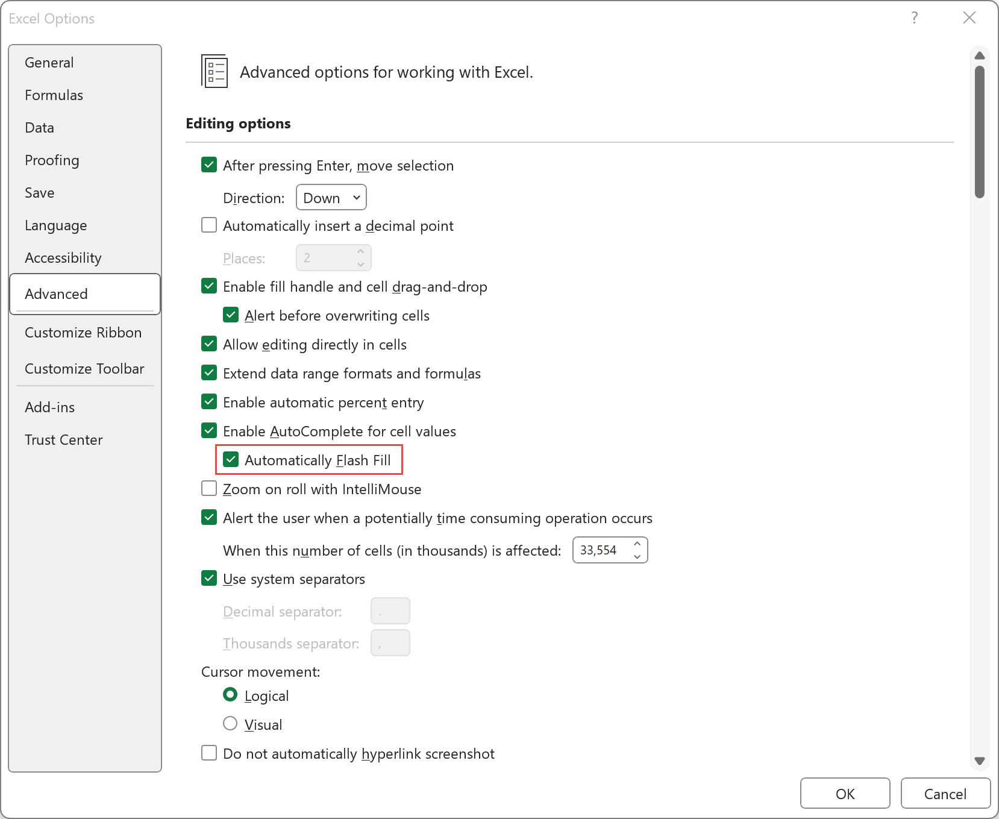 Excel Options
?
General
Formulas
Data
Proofing
Save
Language
Accessibility
Advanced
Customize Ribbon
Customize Toolbar
Add-ins
Trust Center
Advanced options for working with Excel.
Editing options
After pressing Enter, move selection
Direction: Down
Automatically insert a decimal point
Places: 2
Enable fill handle and cell drag-and-drop
Alert before overwriting cells
Allow editing directly in cells
Extend data range formats and formulas
Enable automatic percent entry
Enable AutoComplete for cell values
Automatically Flash Fill
Zoom on roll with IntelliMouse
Alert the user when a potentially time consuming operation occurs
When this number of cells (in thousands) is affected: 33,554
Use system separators
Decimal separator: .
Thousands separator: ,
Cursor movement:
Logical
Visual
Do not automatically hyperlink screenshot
OK Cancel